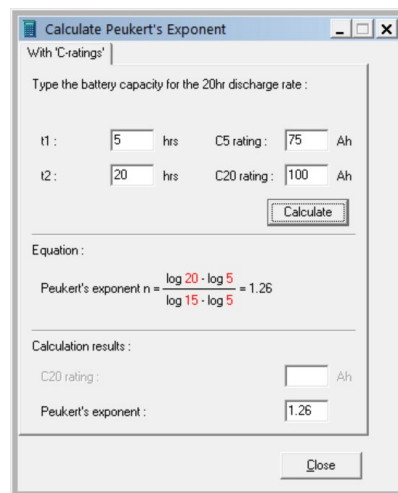 Calculate Peukert's Exponent
With 'C-ratings'
Type the battery capacity for the 20hr discharge rate :
t1 : 5 hrs C5 rating : 75 Ah
t2 : 20 hrs C20 rating : 100 Ah
Calculate
Equation :
log 20 - log 5
Peukert's exponent n = = 1.26
log 15 - log 5
Calculation results :
C20 rating : Ah
Peukert's exponent : 1.26
Close